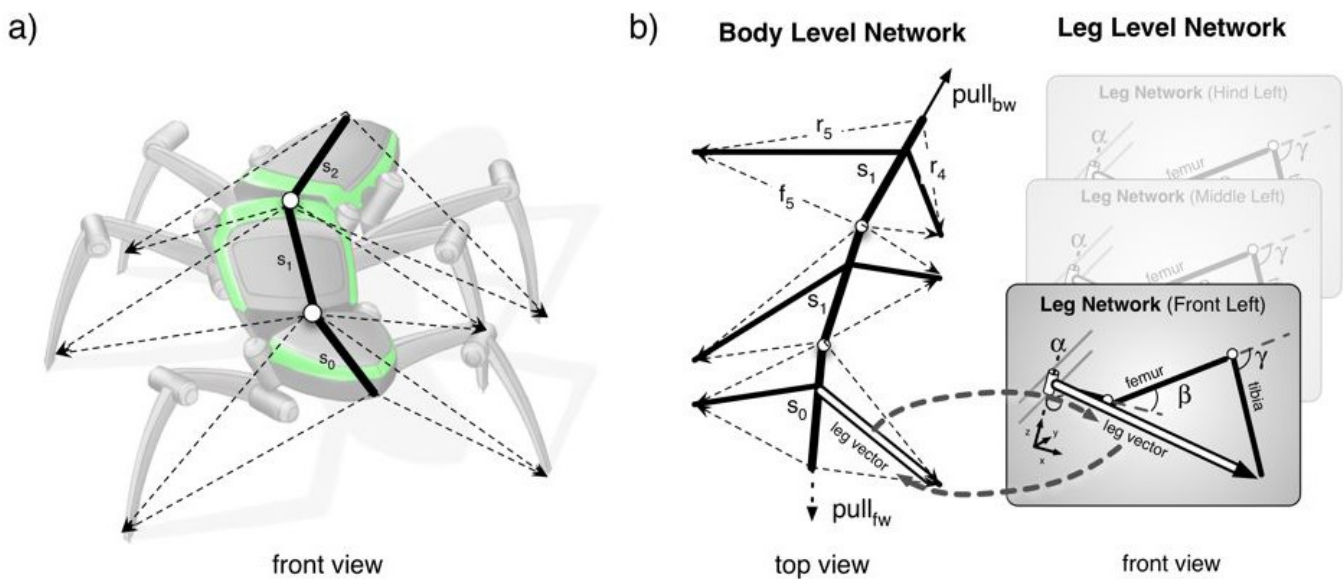 a)
s₂
s₁
s₀
front view
b)
Body Level Network
Leg Level Network
pull_bw
r₅
s₁
r₄
f₅
s₁
s₀
leg vector
pull_fw
top view
Leg Network (Hind Left)
α
femur
γ
Leg Network (Middle Left)
α
femur
γ
Leg Network (Front Left)
α
femur
γ
β
tibia
leg vector
z
y
x
front view